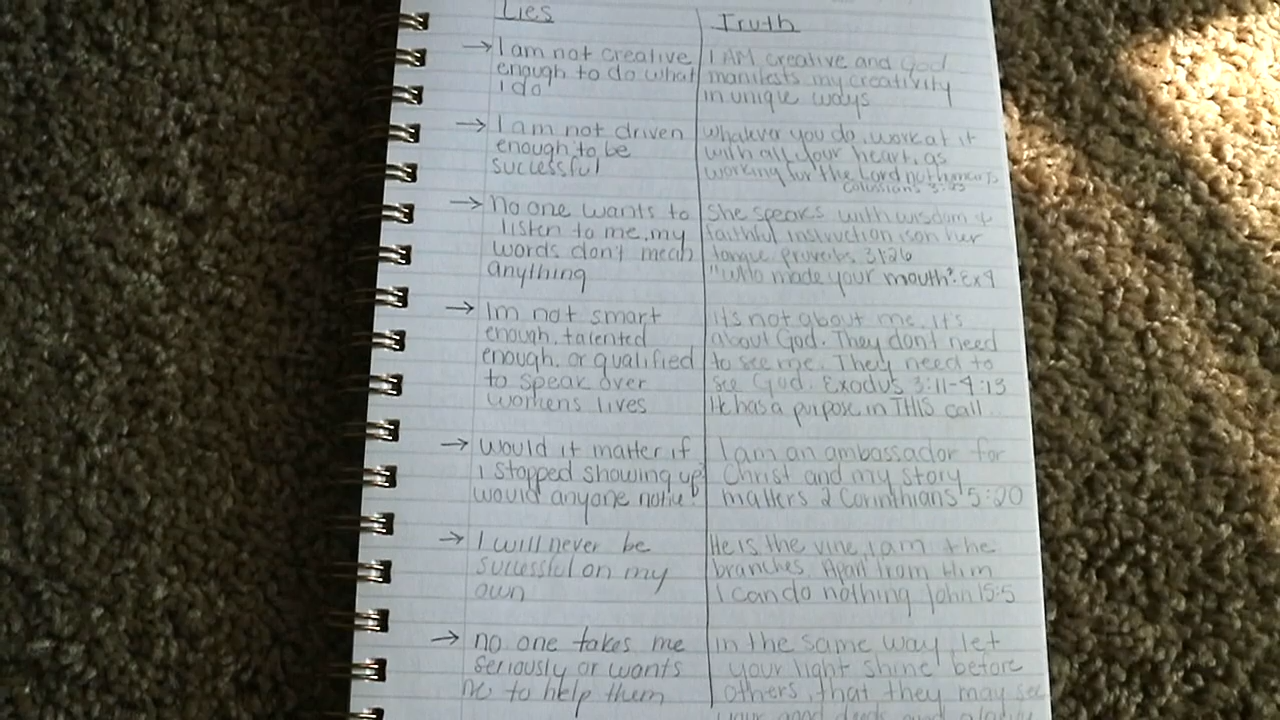 Lies
Truth
→ I am not creative
enough to do what
I do
I AM creative and God
manifests my creativity
in unique ways
→ I am not driven
enough to be
successful
Whatever you do, work at it
with all your heart, as
working for the Lord not
Colossians 3:23
→ No one wants to
listen to me, my
words don't mean
anything
She speaks with wisdom &
faithful instruction is on her
tongue. Proverbs 31:26
"Who made your mouth?" Ex 4
→ Im not smart
enough, talented
enough, or qualified
to speak over
womens lives
its not about me. It's
about God. They dont need
to see me. They need to
see God. Exodus 3:11-4:13
He has a purpose in THIS call
→ Would it matter if
I stopped showing up?
would anyone notice?
I am an ambassador for
Christ and my story
matters 2 Corinthians 5:20
→ I will never be
successful on my
own
He is the vine, I am the
branches. Apart from Him
I can do nothing John 15:5
→ no one takes me
seriously or wants
me to help them
In the same way, let
your light shine before
others, that they may see
your good deeds and glorify